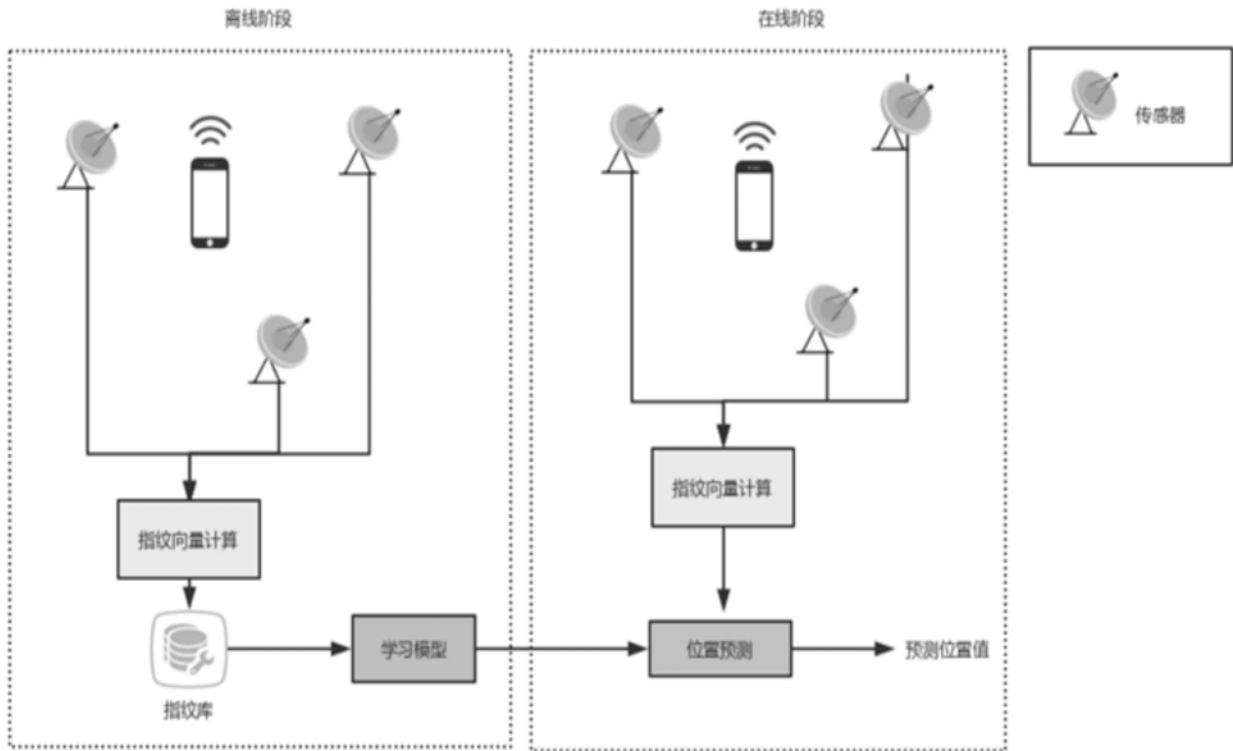 离线阶段
在线阶段
传感器
指纹向量计算
指纹向量计算
学习模型
位置预测
预测位置值
指纹库